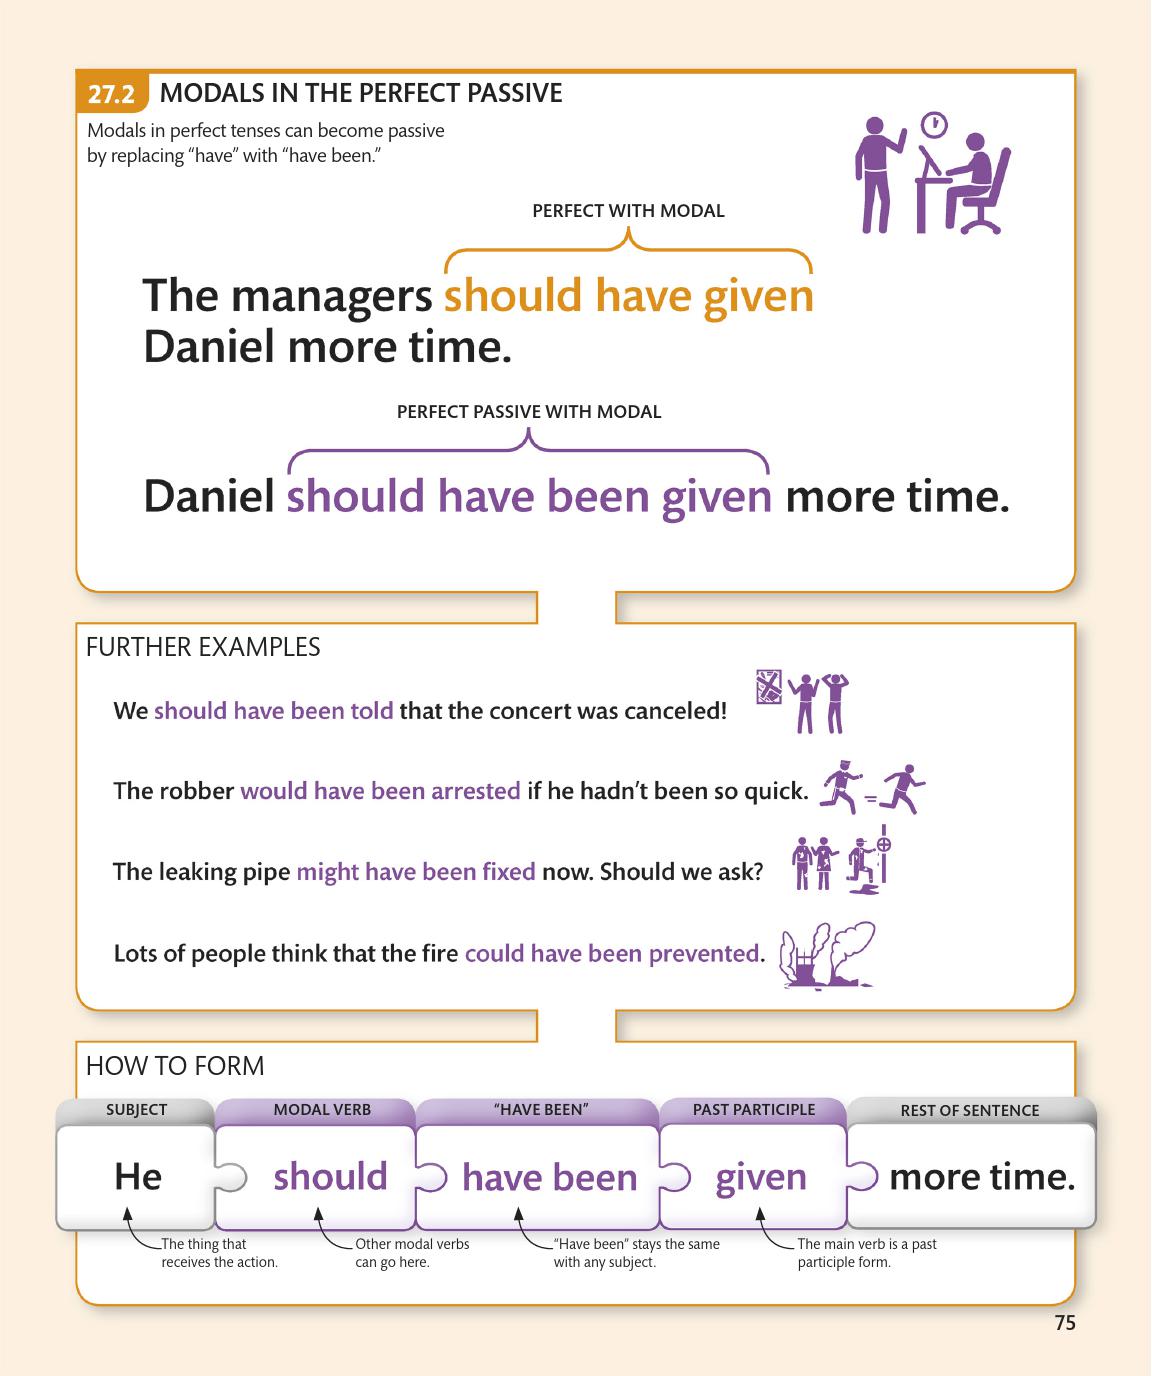 27.2 MODALS IN THE PERFECT PASSIVE
Modals in perfect tenses can become passive
by replacing “have” with “have been.”
PERFECT WITH MODAL
The managers should have given
Daniel more time.
PERFECT PASSIVE WITH MODAL
Daniel should have been given more time.
FURTHER EXAMPLES
We should have been told that the concert was canceled!
The robber would have been arrested if he hadn’t been so quick.
The leaking pipe might have been fixed now. Should we ask?
Lots of people think that the fire could have been prevented.
HOW TO FORM
SUBJECT MODAL VERB “HAVE BEEN” PAST PARTICIPLE REST OF SENTENCE
He should have been given more time.
The thing that
receives the action.
Other modal verbs
can go here.
“Have been” stays the same
with any subject.
The main verb is a past
participle form.
75